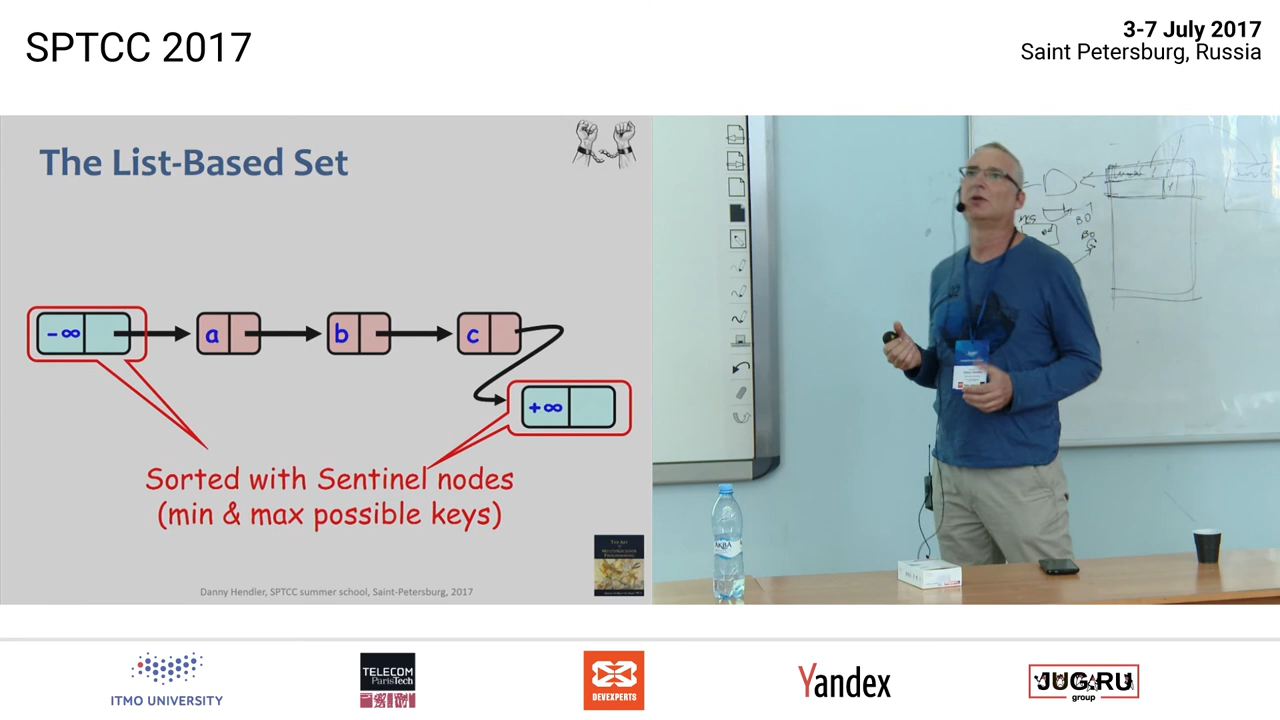 SPTCC 2017
3-7 July 2017
Saint Petersburg, Russia
The List-Based Set
-∞
a
b
c
+∞
Sorted with Sentinel nodes
(min & max possible keys)
Danny Hendler, SPTCC summer school, Saint-Petersburg, 2017
ITMO UNIVERSITY
TELECOM
ParisTech
DEVEXPERTS
Yandex
JUG.RU
group